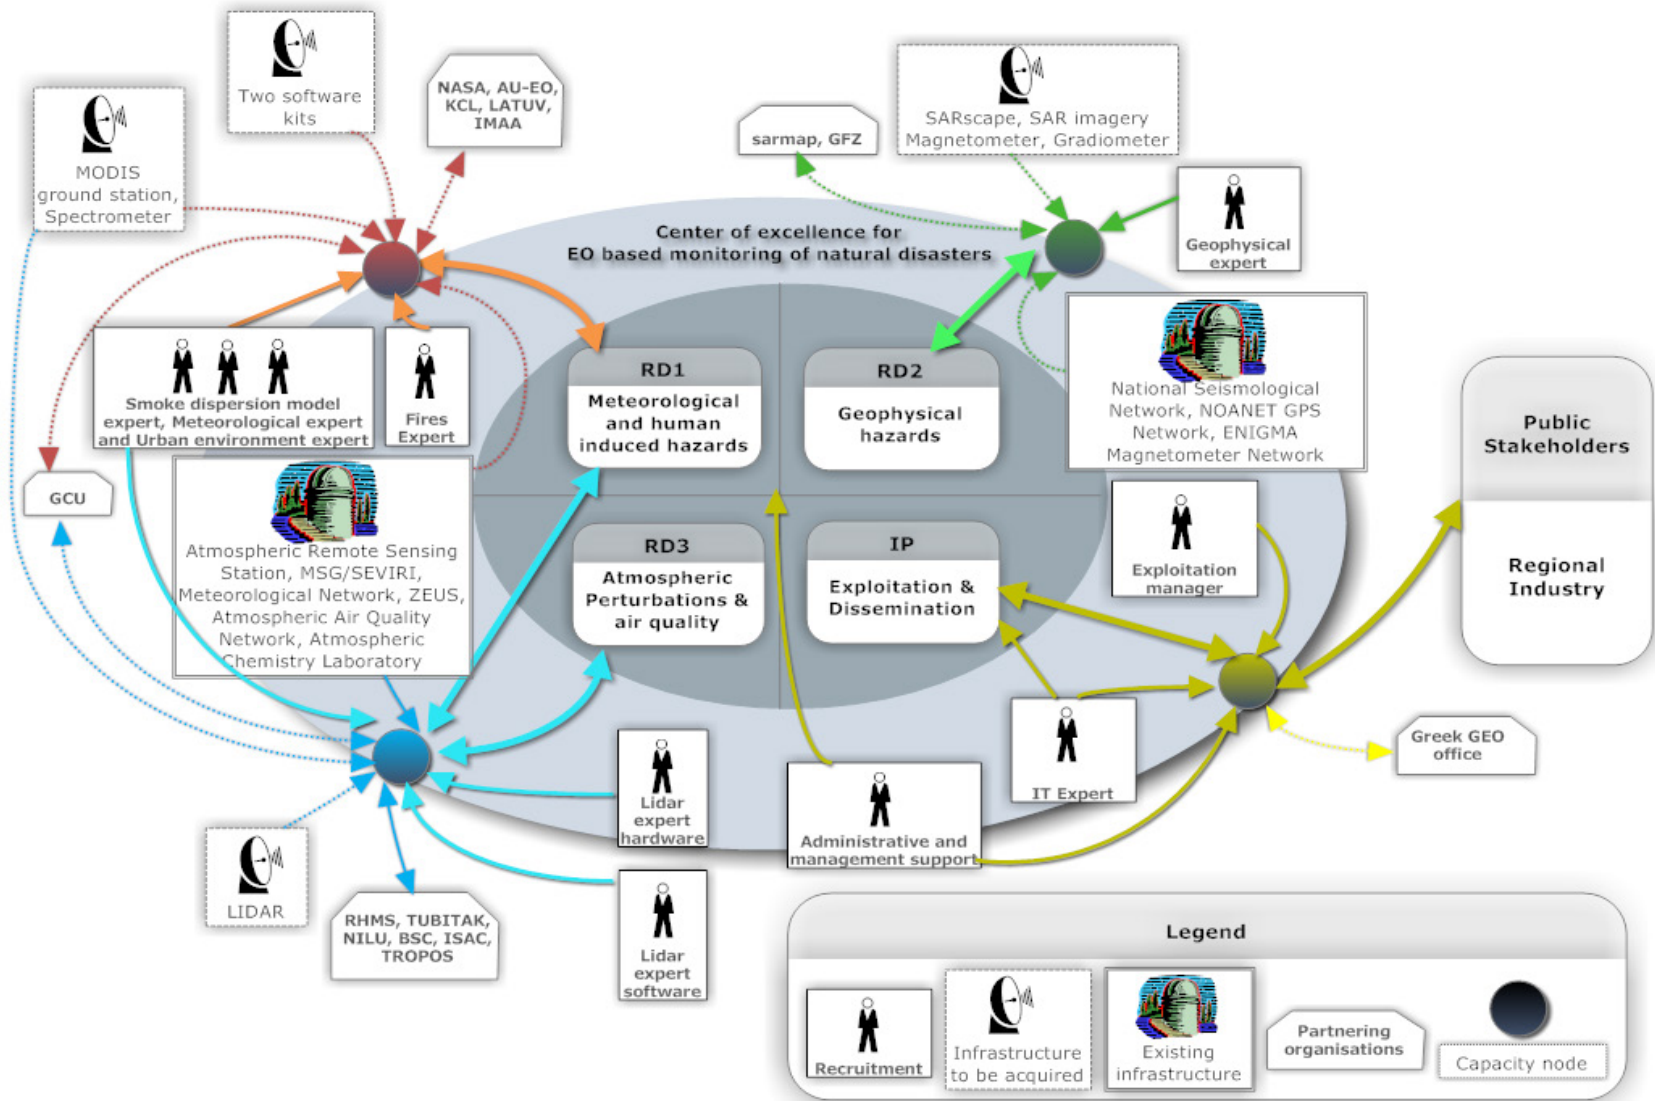 Two software
kits
NASA, AU-EO,
KCL, LATUV,
IMAA
MODIS
ground station,
Spectrometer
sarmap, GFZ
SARscape, SAR imagery
Magnetometer, Gradiometer
Geophysical
expert
Center of excellence for
EO based monitoring of natural disasters
Smoke dispersion model
expert, Meteorological expert
and Urban environment expert
Fires
Expert
RD1
Meteorological
and human
induced hazards
RD2
Geophysical
hazards
National Seismological
Network, NOANET GPS
Network, ENIGMA
Magnetometer Network
Public
Stakeholders
Regional
Industry
GCU
Atmospheric Remote Sensing
Station, MSG/SEVIRI,
Meteorological Network, ZEUS,
Atmospheric Air Quality
Network, Atmospheric
Chemistry Laboratory
RD3
Atmospheric
Perturbations &
air quality
IP
Exploitation &
Dissemination
Exploitation
manager
Greek GEO
office
IT Expert
Lidar
expert
hardware
Administrative and
management support
LIDAR
RHMS, TUBITAK,
NILU, BSC, ISAC,
TROPOS
Lidar
expert
software
Legend
Recruitment
Infrastructure
to be acquired
Existing
infrastructure
Partnering
organisations
Capacity node